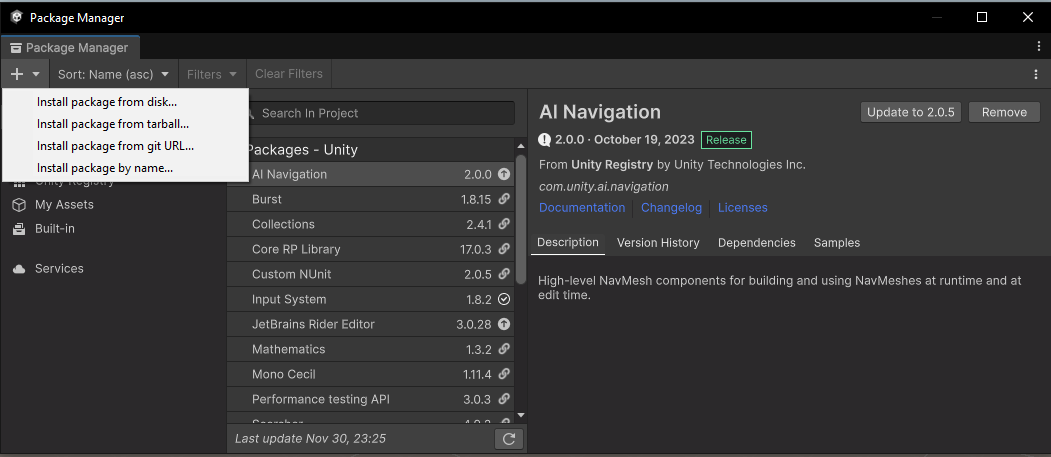 Package Manager
Package Manager
Sort: Name (asc)
Filters
Clear Filters
Install package from disk...
Install package from tarball...
Install package from git URL...
Install package by name...
Unity Registry
My Assets
Built-in
Services
Search In Project
Packages - Unity
AI Navigation 2.0.0
Burst 1.8.15
Collections 2.4.1
Core RP Library 17.0.3
Custom NUnit 2.0.5
Input System 1.8.2
JetBrains Rider Editor 3.0.28
Mathematics 1.3.2
Mono Cecil 1.11.4
Performance testing API 3.0.3
Last update Nov 30, 23:25
AI Navigation
Update to 2.0.5
Remove
2.0.0 · October 19, 2023 Release
From Unity Registry by Unity Technologies Inc.
com.unity.ai.navigation
Documentation Changelog Licenses
Description Version History Dependencies Samples
High-level NavMesh components for building and using NavMeshes at runtime and at
edit time.